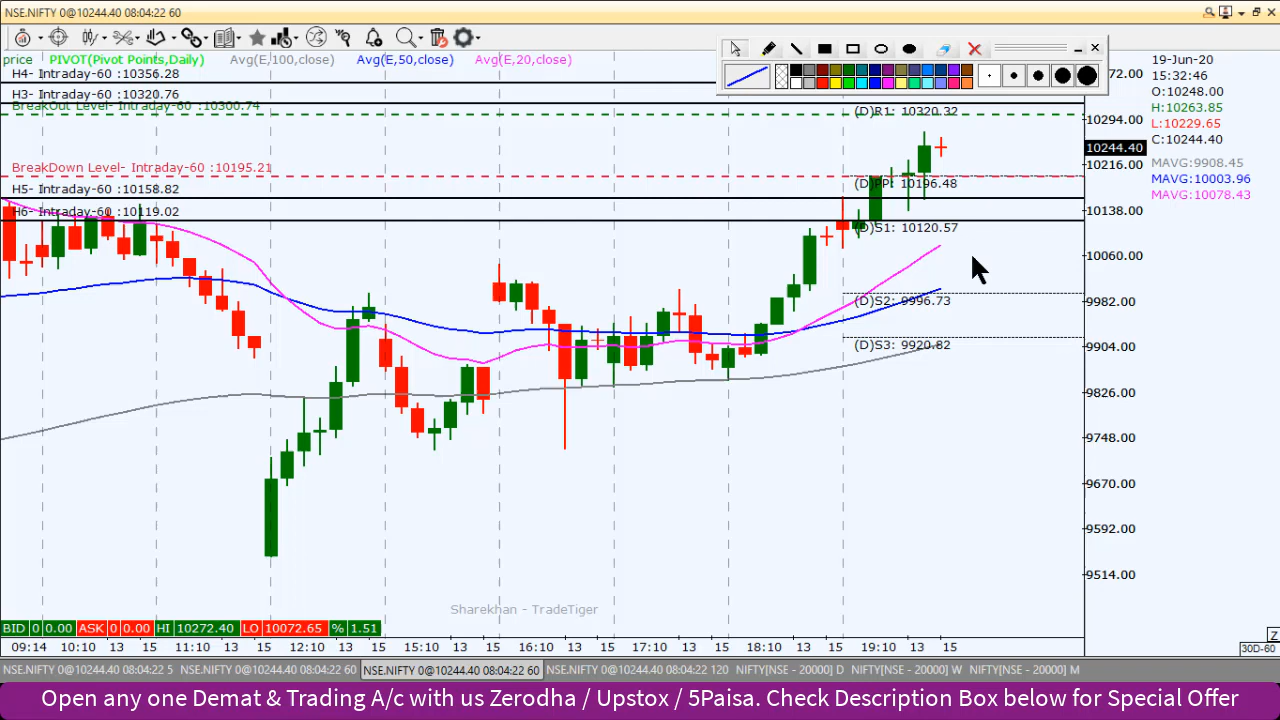 NSE.NIFTY 0@10244.40 08:04:22 60
price PIVOT(Pivot Points,Daily) Avg(E,100,close) Avg(E,50,close) Avg(E,20,close)
H4- Intraday-60 :10356.28
H3- Intraday-60 :10320.76
BreakOut Level- Intraday-60 :10300.74
(D)R1: 10320.32
BreakDown Level- Intraday-60 :10195.21
(D)PP: 10196.48
H5- Intraday-60 :10158.82
H6- Intraday-60 :10119.02
(D)S1: 10120.57
(D)S2: 9996.73
(D)S3: 9920.82
10294.00
10244.40
10216.00
10138.00
10060.00
9982.00
9904.00
9826.00
9748.00
9670.00
9592.00
9514.00
19-Jun-20
15:32:46
O:10248.00
H:10263.85
L:10229.65
C:10244.40
MAVG:9908.45
MAVG:10003.96
MAVG:10078.43
Sharekhan - TradeTiger
BID 0 0.00 ASK 0 0.00 HI 10272.40 LO 10072.65 % 1.51
09:14 10:10 13 15 11:10 13 15 12:10 13 15 13 15 16:10 13 15 17:10 13 15 18:10 13 15 19:10 13 15
Z
30D-60
NSE.NIFTY 0@10244.40 08:04:22 5 NSE.NIFTY 0@10244.40 08:04:22 60 NSE.NIFTY 0@10244.40 08:04:22 60 NSE.NIFTY 0@10244.40 08:04:22 120 NIFTY[NSE - 20000] D NIFTY[NSE - 20000] W NIFTY[NSE - 20000] M
Open any one Demat & Trading A/c with us Zerodha / Upstox / 5Paisa. Check Description Box below for Special Offer